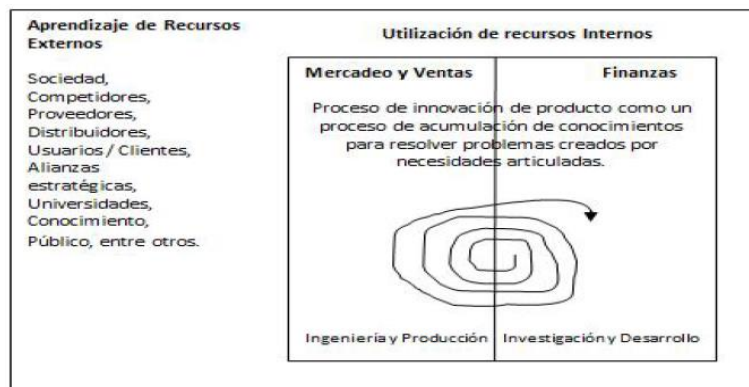 Aprendizaje de Recursos
Externos
Sociedad,
Competidores,
Proveedores,
Distribuidores,
Usuarios / Clientes,
Alianzas
estratégicas,
Universidades,
Conocimiento,
Público, entre otros.
Utilización de recursos Internos
Mercadeo y Ventas
Finanzas
Proceso de innovación de producto como un
proceso de acumulación de conocimientos
para resolver problemas creados por
necesidades articuladas.
Ingeniería y Producción
Investigación y Desarrollo